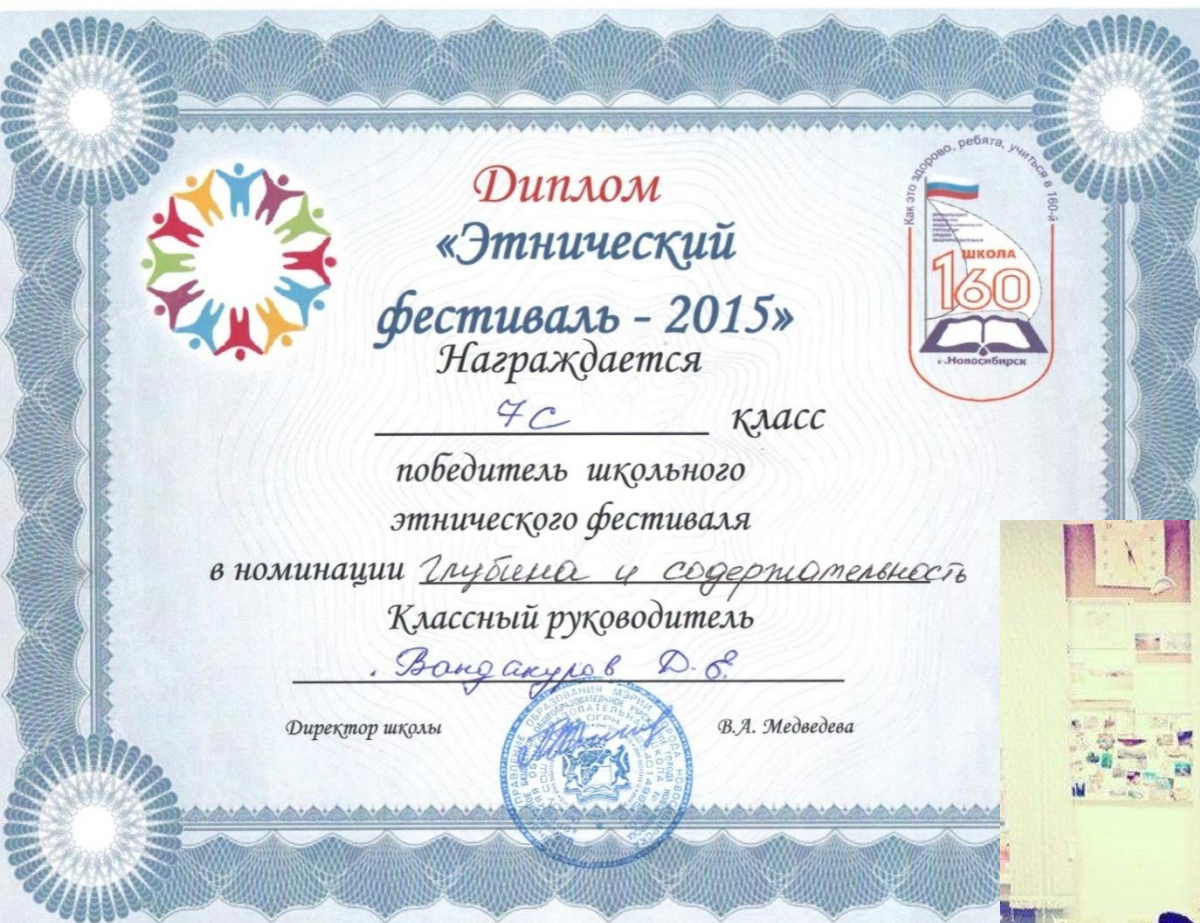 Диплом
«Этнический
фестиваль - 2015»
Награждается
7С класс
победитель школьного
этнического фестиваля
в номинации Глубина и содержательность
Классный руководитель
Вандакуров Д. Е.
Директор школы В.А. Медведева
Как это здорово, ребята, учиться в 160-й
ШКОЛА
160
г.Новосибирск